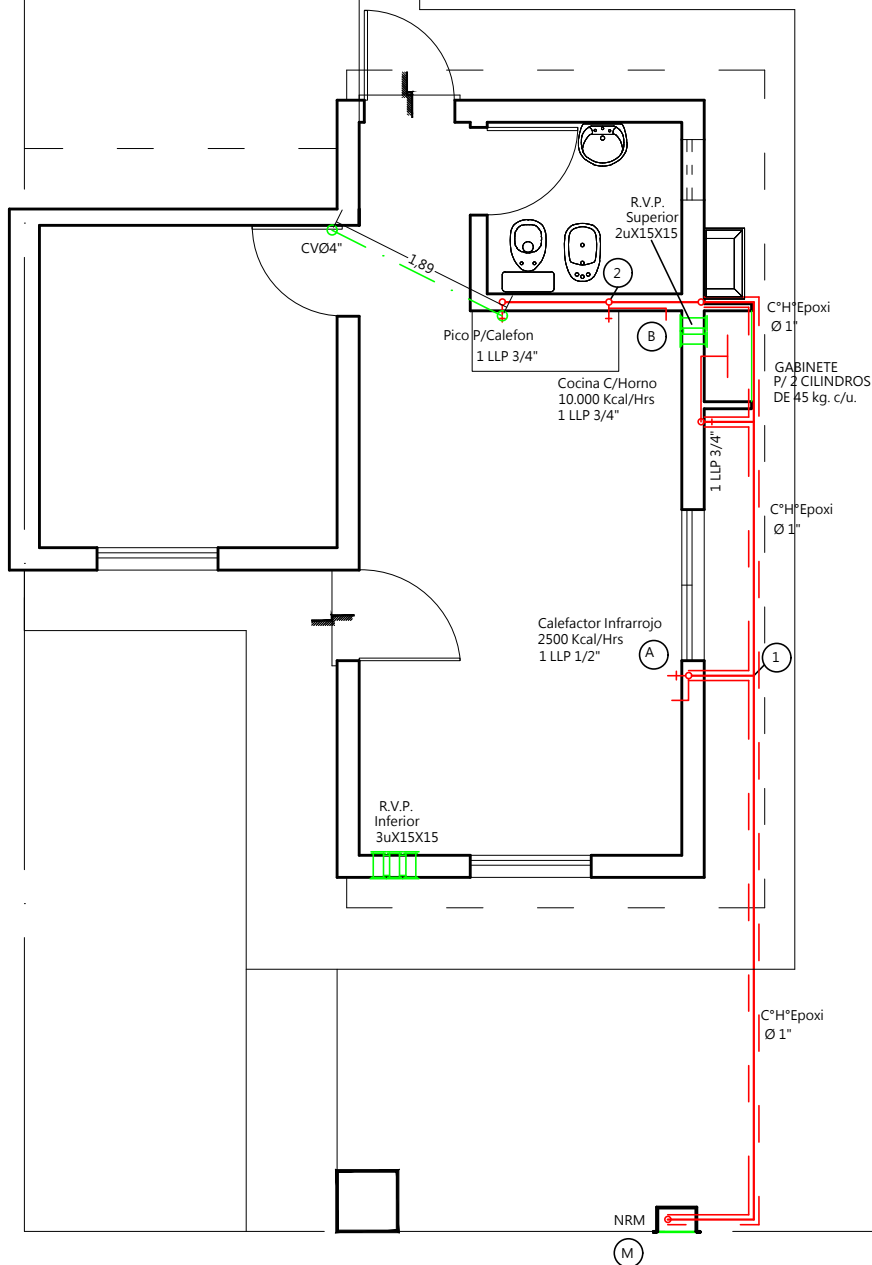 R.V.P.
Superior
2uX15X15
CVØ4"
1,89
2
C°H°Epoxi
Ø 1"
Pico P/Calefon
1 LLP 3/4"
B
GABINETE
P/ 2 CILINDROS
DE 45 kg. c/u.
Cocina C/Horno
10.000 Kcal/Hrs
1 LLP 3/4"
1 LLP 3/4"
C°H°Epoxi
Ø 1"
Calefactor Infrarrojo
2500 Kcal/Hrs
1 LLP 1/2"
A
1
R.V.P.
Inferior
3uX15X15
C°H°Epoxi
Ø 1"
NRM
M